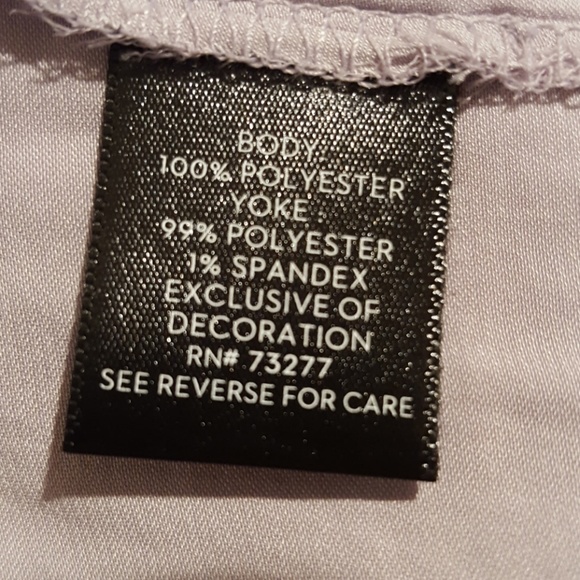 BODY
100% POLYESTER
YOKE
99% POLYESTER
1% SPANDEX
EXCLUSIVE OF
DECORATION
RN# 73277
SEE REVERSE FOR CARE